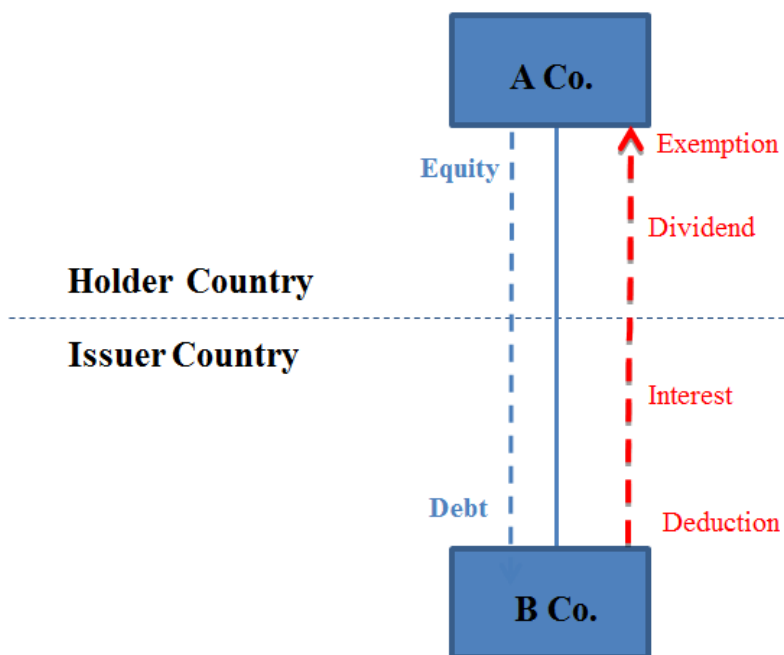 A Co.
Exemption
Equity
Dividend
Holder Country
Issuer Country
Interest
Debt
Deduction
B Co.